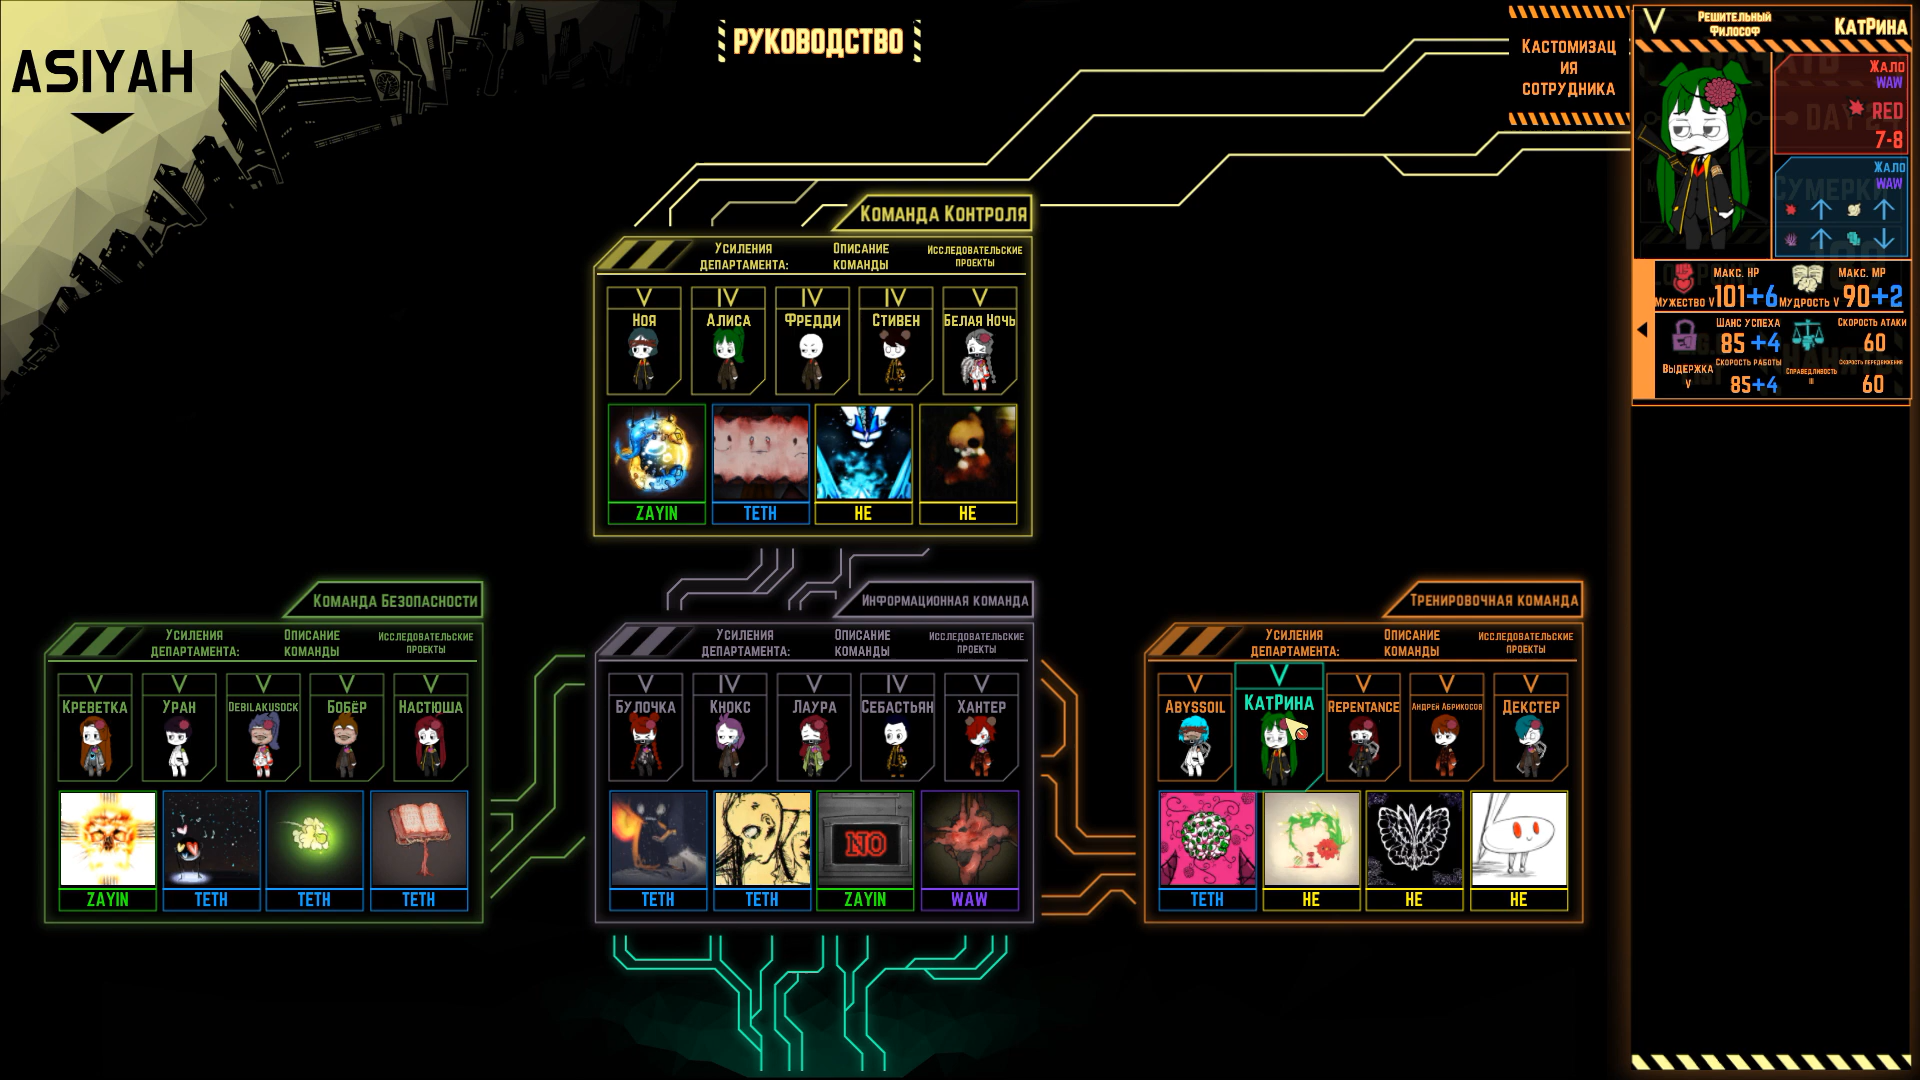 ASIYAH
РУКОВОДСТВО
КАСТОМИЗАЦ
ИЯ
СОТРУДНИКА
V
РЕШИТЕЛЬНЫЙ
ФИЛОСОФ
КАТРИНА
ЖАЛО
WAW
RED
7-8
ЖАЛО
WAW
МАКС. HP
МУЖЕСТВО V
101+6
МАКС. MP
МУДРОСТЬ V
90+2
ШАНС УСПЕХА
85 +4
СКОРОСТЬ РАБОТЫ
85+4
ВЫДЕРЖКА
V
СКОРОСТЬ АТАКИ
60
СКОРОСТЬ ПЕРЕДВИЖЕНИЯ
60
СПРАВЕДЛИВОСТЬ
III
КОМАНДА КОНТРОЛЯ
УСИЛЕНИЯ
ДЕПАРТАМЕНТА:
ОПИСАНИЕ
КОМАНДЫ
ИССЛЕДОВАТЕЛЬСКИЕ
ПРОЕКТЫ
V IV IV IV V
НОЯ АЛИСА ФРЕДДИ СТИВЕН БЕЛАЯ НОЧЬ
ZAYIN TETH HE HE
КОМАНДА БЕЗОПАСНОСТИ
УСИЛЕНИЯ
ДЕПАРТАМЕНТА:
ОПИСАНИЕ
КОМАНДЫ
ИССЛЕДОВАТЕЛЬСКИЕ
ПРОЕКТЫ
V V V V V
КРЕВЕТКА УРАН DEBILAKUSOCK БОБЁР НАСТЮША
ZAYIN TETH TETH TETH
ИНФОРМАЦИОННАЯ КОМАНДА
УСИЛЕНИЯ
ДЕПАРТАМЕНТА:
ОПИСАНИЕ
КОМАНДЫ
ИССЛЕДОВАТЕЛЬСКИЕ
ПРОЕКТЫ
V IV V IV V
БУЛОЧКА КНОКС ЛАУРА СЕБАСТЬЯН ХАНТЕР
NO
TETH TETH ZAYIN WAW
ТРЕНИРОВОЧНАЯ КОМАНДА
УСИЛЕНИЯ
ДЕПАРТАМЕНТА:
ОПИСАНИЕ
КОМАНДЫ
ИССЛЕДОВАТЕЛЬСКИЕ
ПРОЕКТЫ
V V V V V
ABYSSOIL КАТРИНА REPENTANCE АНДРЕЙ АБРИКОСОВ ДЕКСТЕР
TETH HE HE HE